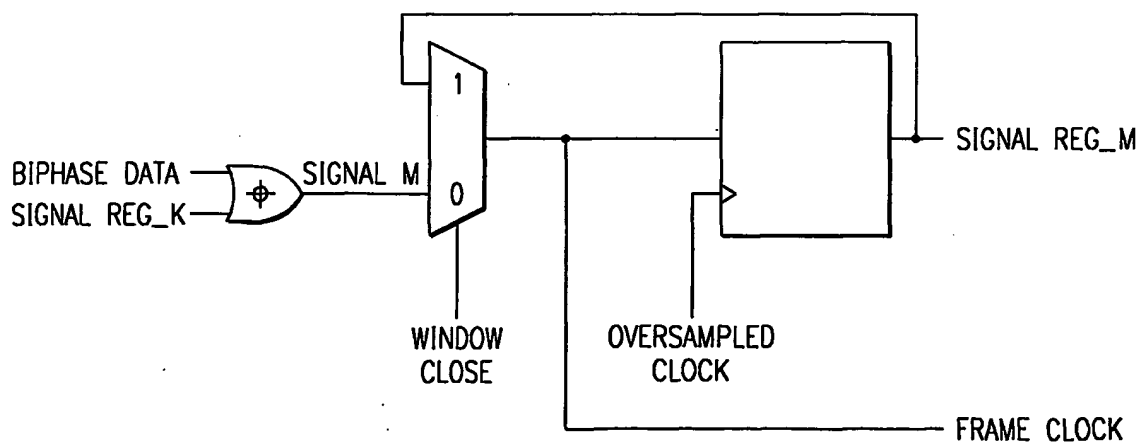 1
SIGNAL REG_M
BIPHASE DATA
SIGNAL M
0
SIGNAL REG_K
WINDOW
CLOSE
OVERSAMPLED
CLOCK
FRAME CLOCK